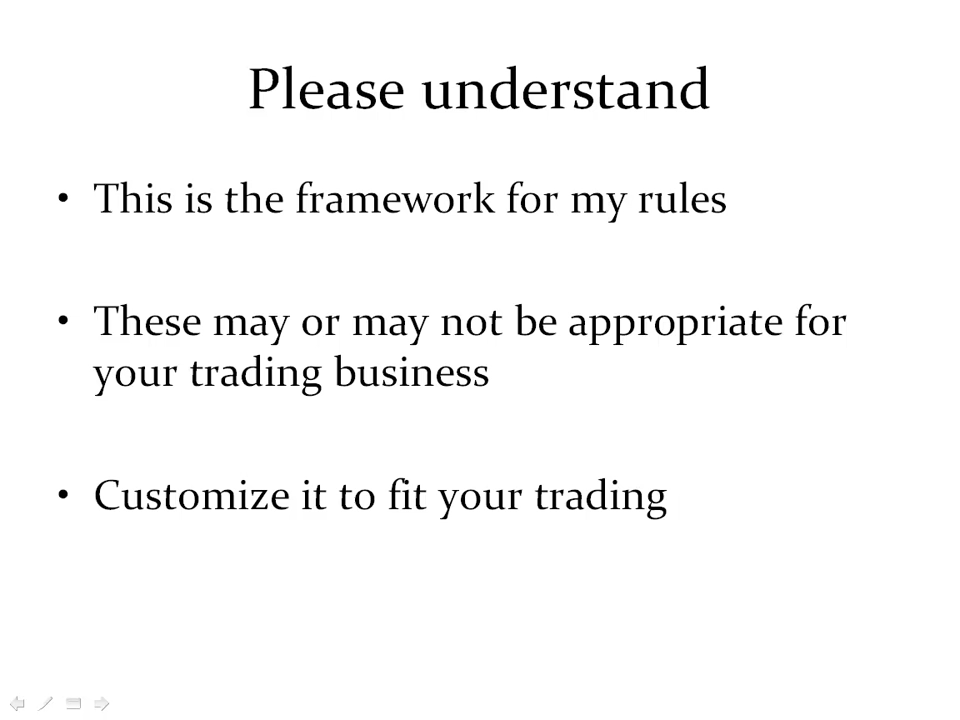 Please understand
• This is the framework for my rules
• These may or may not be appropriate for
your trading business
• Customize it to fit your trading